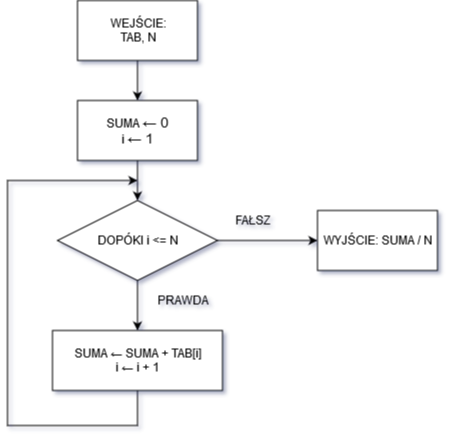 WEJŚCIE:
TAB, N
SUMA ← 0
i ← 1
DOPÓKI i <= N
FAŁSZ
WYJŚCIE: SUMA / N
PRAWDA
SUMA ← SUMA + TAB[i]
i ← i + 1